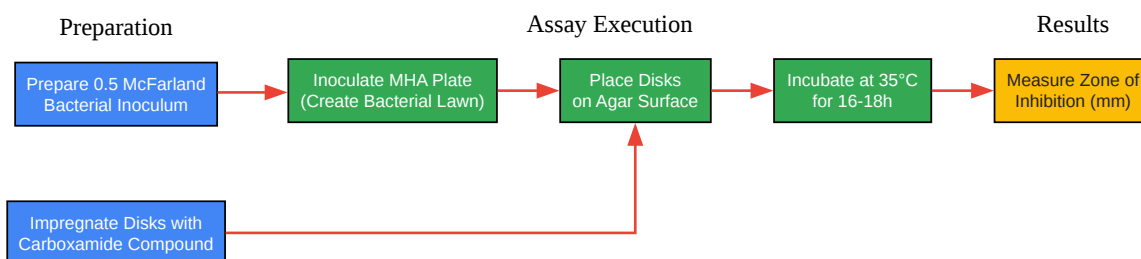 Preparation
Assay Execution
Results
Prepare 0.5 McFarland
Bacterial Inoculum
Inoculate MHA Plate
(Create Bacterial Lawn)
Place Disks
on Agar Surface
Incubate at 35°C
for 16-18h
Measure Zone of
Inhibition (mm)
Impregnate Disks with
Carboxamide Compound